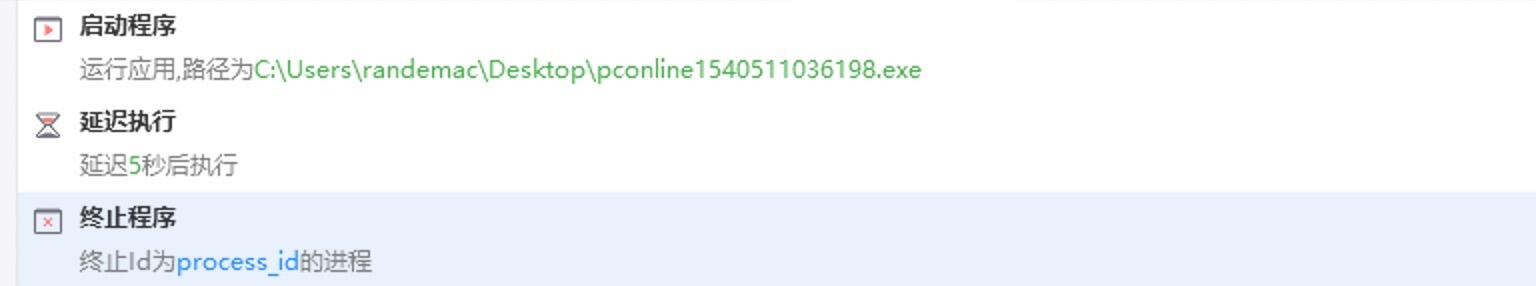 启动程序
运行应用,路径为C:\Users\randemac\Desktop\pconline1540511036198.exe
延迟执行
延迟5秒后执行
终止程序
终止Id为process_id的进程